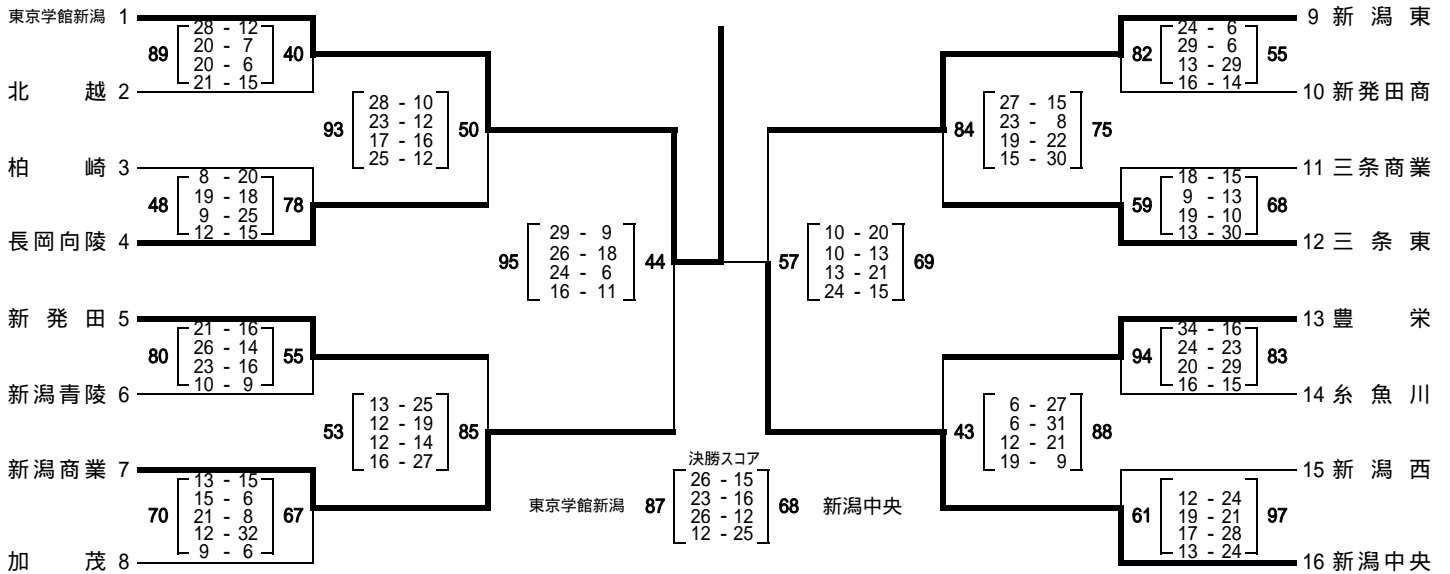 東京学館新潟 1
89 40
28 - 12
20 - 7
20 - 6
21 - 15
北越 2
93 50
28 - 10
23 - 12
17 - 16
25 - 12
柏崎 3
48 78
8 - 20
19 - 18
9 - 25
12 - 15
長岡向陵 4
95 44
29 - 9
26 - 18
24 - 6
16 - 11
新発田 5
80 55
21 - 16
26 - 14
23 - 16
10 - 9
新潟青陵 6
53 85
13 - 25
12 - 19
12 - 14
16 - 27
新潟商業 7
70 67
13 - 15
15 - 6
21 - 8
12 - 32
9 - 6
加茂 8
決勝スコア
東京学館新潟 87 68 新潟中央
26 - 15
23 - 16
26 - 12
12 - 25
9 新潟東
82 55
24 - 6
29 - 6
13 - 29
16 - 14
10 新発田商
84 75
27 - 15
23 - 8
19 - 22
15 - 30
11 三条商業
59 68
18 - 15
9 - 13
19 - 10
13 - 30
12 三条東
57 69
10 - 20
10 - 13
13 - 21
24 - 15
13 豊栄
94 83
34 - 16
24 - 23
20 - 29
16 - 15
14 糸魚川
43 88
6 - 27
6 - 31
12 - 21
19 - 9
15 新潟西
61 97
12 - 24
19 - 21
17 - 28
13 - 24
16 新潟中央